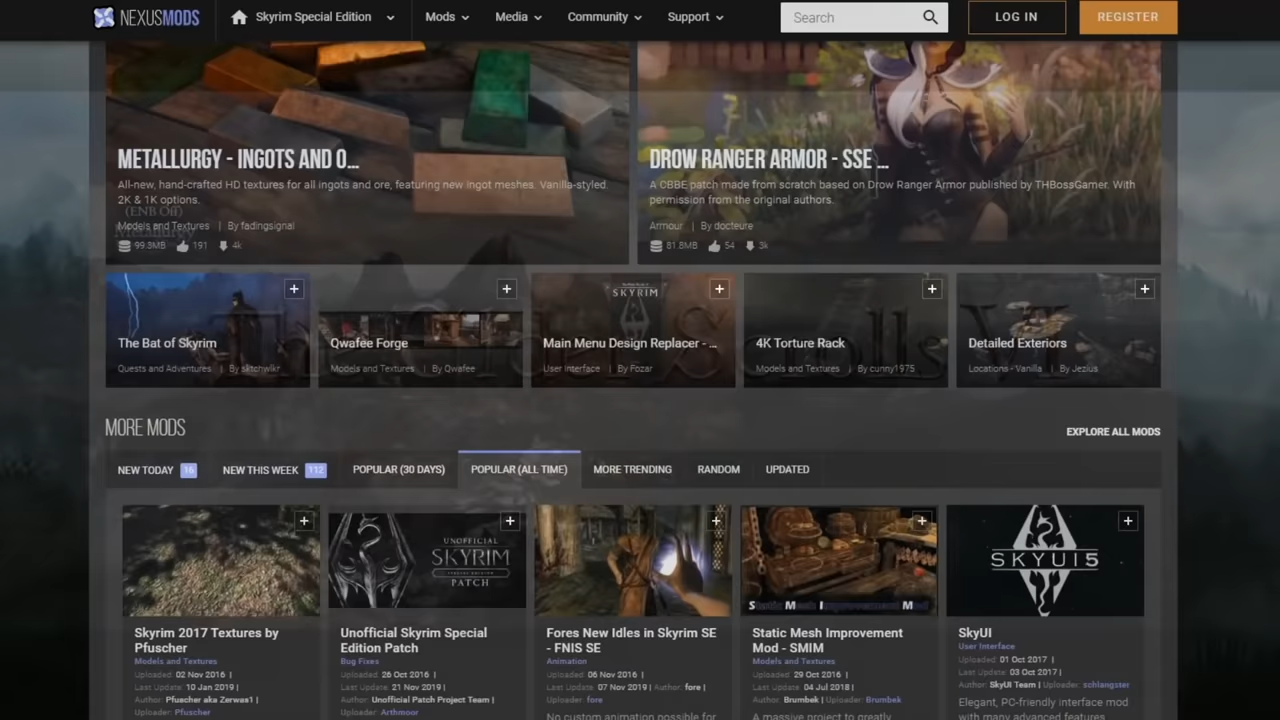 NEXUSMODS
Skyrim Special Edition
Mods
Media
Community
Support
Search
LOG IN
REGISTER
METALLURGY - INGOTS AND O...
All-new, hand-crafted HD textures for all ingots and ore, featuring new ingot meshes. Vanilla-styled.
2K & 1K options.
(ENB Off)
Models and Textures | By fadingsignal
99.3MB 191 4k
DROW RANGER ARMOR - SSE ...
A CBBE patch made from scratch based on Drow Ranger Armor published by THBossGamer. With
permission from the original authors.
Armour | By docteure
81.8MB 54 3k
The Bat of Skyrim
Quests and Adventures | By sktchwlkr
Qwafee Forge
Models and Textures | By Qwafee
SKYRIM
Main Menu Design Replacer - ...
User Interface | By Fozar
4K Torture Rack
Models and Textures | By cunny1975
Detailed Exteriors
Locations - Vanilla | By Jezius
The Elder Scrolls VI
MORE MODS
EXPLORE ALL MODS
NEW TODAY 16
NEW THIS WEEK 112
POPULAR (30 DAYS)
POPULAR (ALL TIME)
MORE TRENDING
RANDOM
UPDATED
Skyrim 2017 Textures by
Pfuscher
Models and Textures
Uploaded: 02 Nov 2016 |
Last Update: 10 Jan 2019 |
Author: Pfuscher aka Zerwas1 |
Uploader: Pfuscher
UNOFFICIAL
SKYRIM
SPECIAL EDITION
PATCH
Unofficial Skyrim Special
Edition Patch
Bug Fixes
Uploaded: 26 Oct 2016 |
Last Update: 21 Nov 2019 |
Author: Unofficial Patch Project Team |
Uploader: Arthmoor
Fores New Idles in Skyrim SE
- FNIS SE
Animation
Uploaded: 06 Nov 2016 |
Last Update: 07 Nov 2019 | Author: fore |
Uploader: fore
No custom animation possible for
Static Mesh Improvement Mod
Static Mesh Improvement
Mod - SMIM
Models and Textures
Uploaded: 29 Oct 2016 |
Last Update: 04 Jul 2018 |
Author: Brumbek | Uploader: Brumbek
A massive project to greatly
SKYUI5
SkyUI
User Interface
Uploaded: 01 Oct 2017 |
Last Update: 03 Oct 2017 |
Author: SkyUI Team | Uploader: schlangster
Elegant, PC-friendly interface mod
with many advanced features.